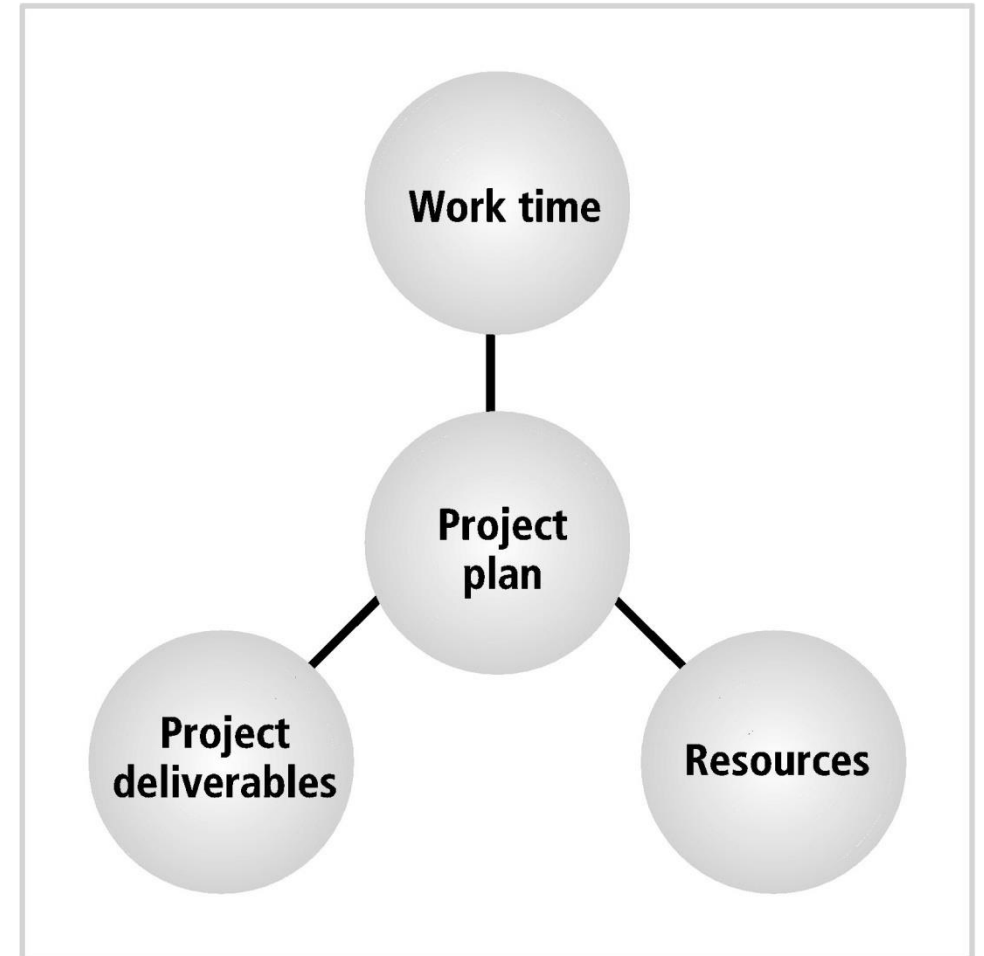 Work time
Project
plan
Project
deliverables
Resources